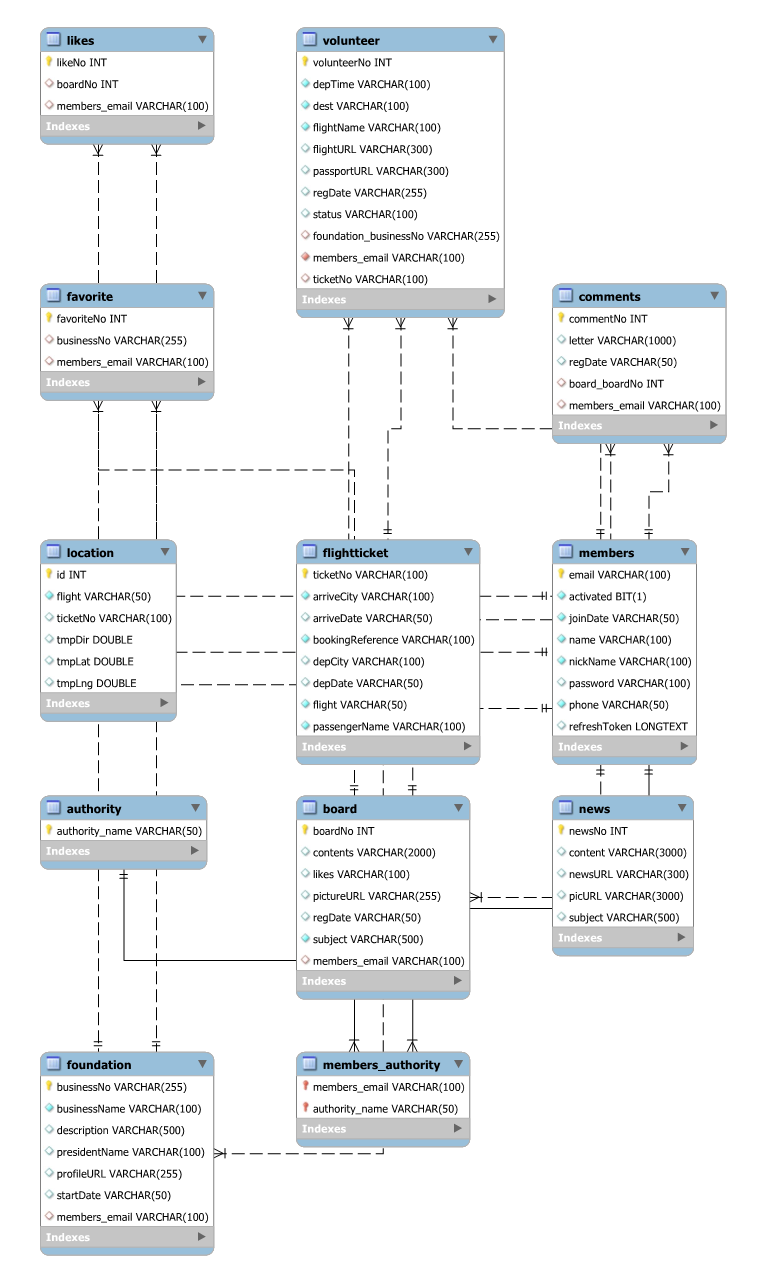 likes
likeNo INT
boardNo INT
members_email VARCHAR(100)
Indexes
volunteer
volunteerNo INT
depTime VARCHAR(100)
dest VARCHAR(100)
flightName VARCHAR(100)
flightURL VARCHAR(300)
passportURL VARCHAR(300)
regDate VARCHAR(255)
status VARCHAR(100)
foundation_businessNo VARCHAR(255)
members_email VARCHAR(100)
ticketNo VARCHAR(100)
Indexes
favorite
favoriteNo INT
businessNo VARCHAR(255)
members_email VARCHAR(100)
Indexes
comments
commentNo INT
letter VARCHAR(1000)
regDate VARCHAR(50)
board_boardNo INT
members_email VARCHAR(100)
Indexes
location
id INT
flight VARCHAR(50)
ticketNo VARCHAR(100)
tmpDir DOUBLE
tmpLat DOUBLE
tmpLng DOUBLE
Indexes
flightticket
ticketNo VARCHAR(100)
arriveCity VARCHAR(100)
arriveDate VARCHAR(50)
bookingReference VARCHAR(100)
depCity VARCHAR(100)
depDate VARCHAR(50)
flight VARCHAR(50)
passengerName VARCHAR(100)
Indexes
members
email VARCHAR(100)
activated BIT(1)
joinDate VARCHAR(50)
name VARCHAR(100)
nickName VARCHAR(100)
password VARCHAR(100)
phone VARCHAR(50)
refreshToken LONGTEXT
Indexes
authority
authority_name VARCHAR(50)
Indexes
board
boardNo INT
contents VARCHAR(2000)
likes VARCHAR(100)
pictureURL VARCHAR(255)
regDate VARCHAR(50)
subject VARCHAR(500)
members_email VARCHAR(100)
Indexes
news
newsNo INT
content VARCHAR(3000)
newsURL VARCHAR(300)
picURL VARCHAR(3000)
subject VARCHAR(500)
Indexes
foundation
businessNo VARCHAR(255)
businessName VARCHAR(100)
description VARCHAR(500)
presidentName VARCHAR(100)
profileURL VARCHAR(255)
startDate VARCHAR(50)
members_email VARCHAR(100)
Indexes
members_authority
members_email VARCHAR(100)
authority_name VARCHAR(50)
Indexes